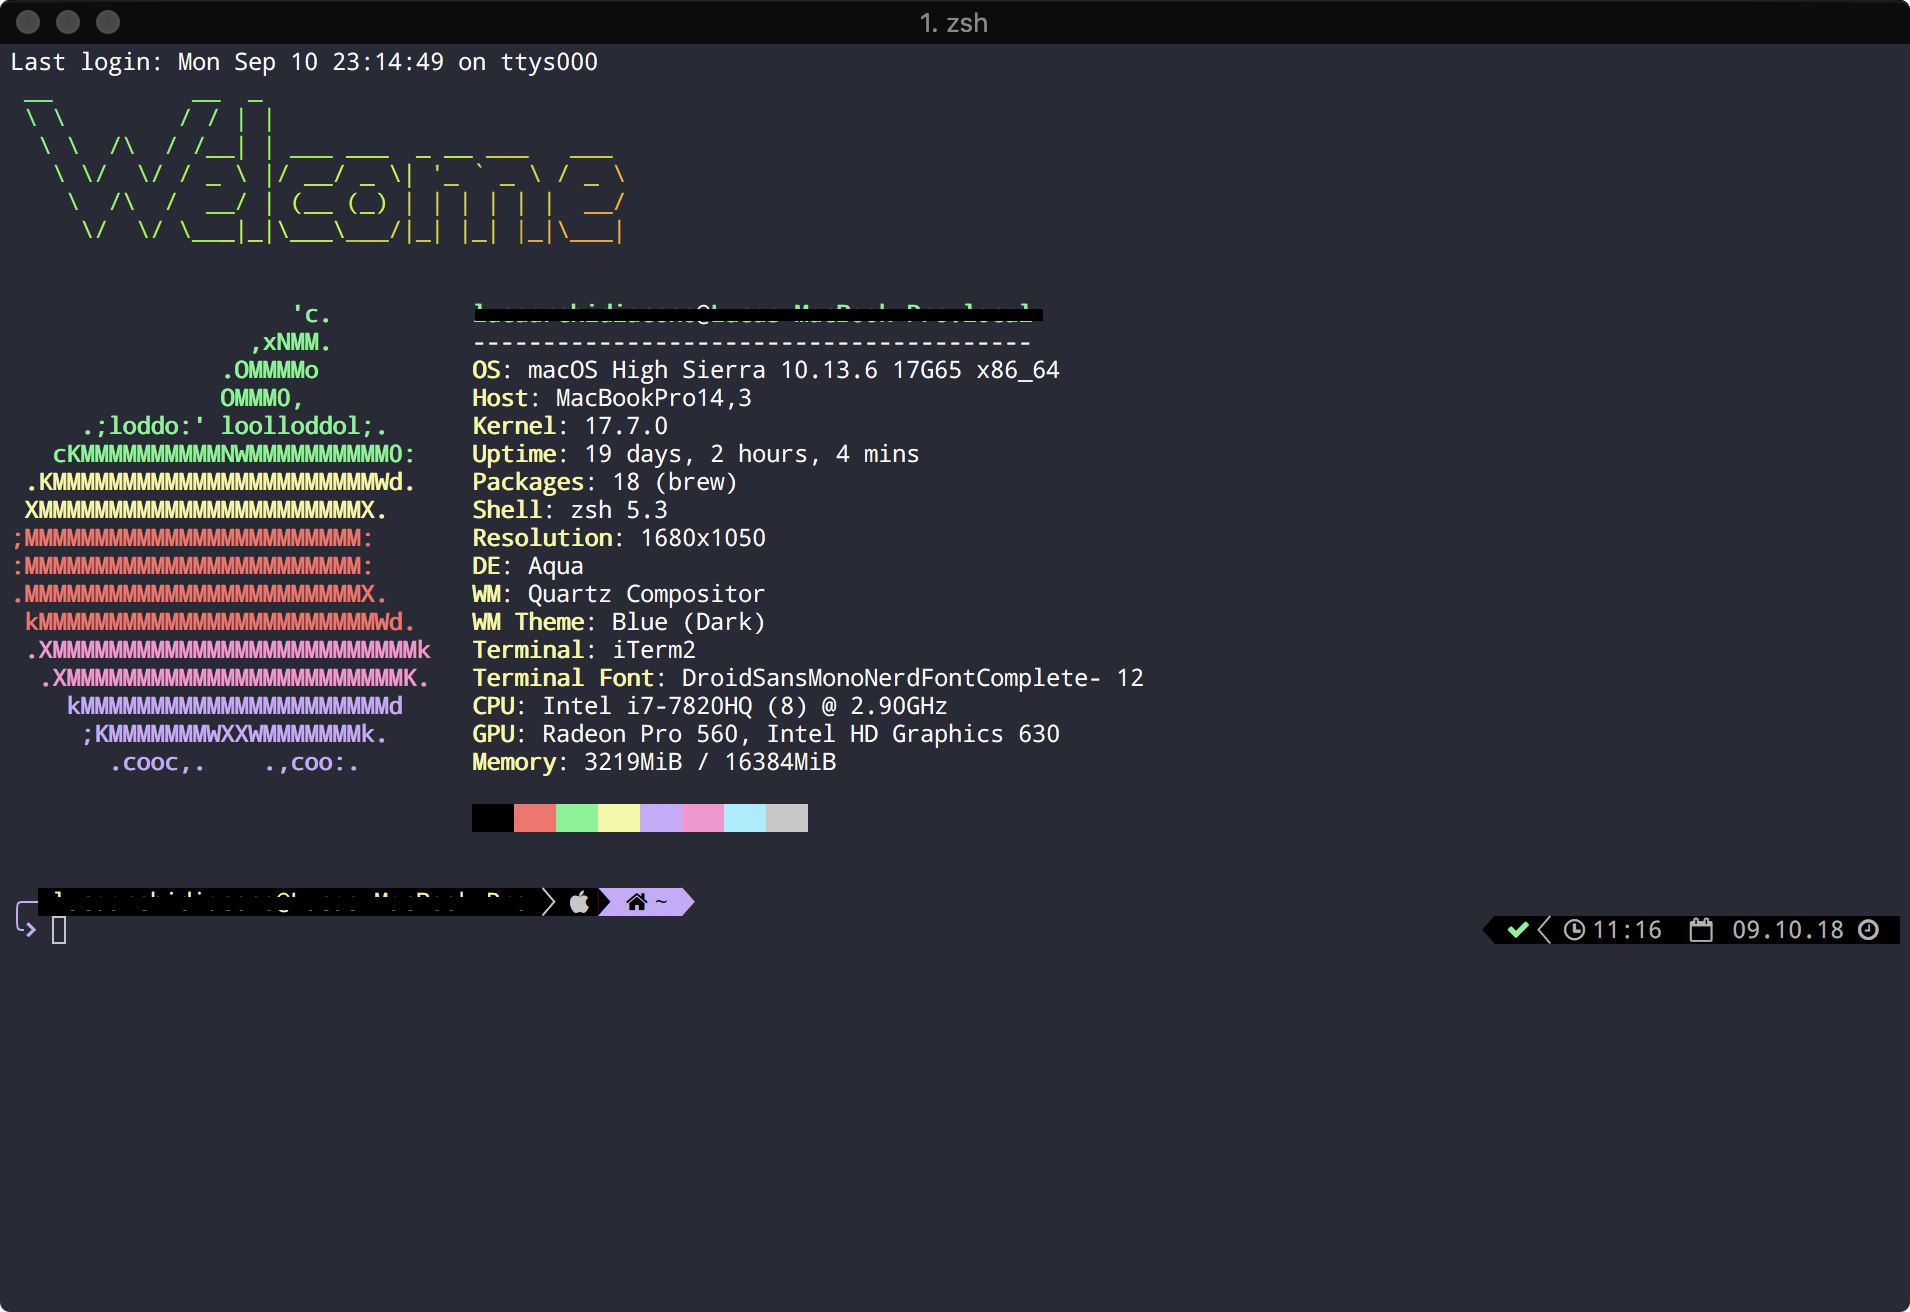 1. zsh
Last login: Mon Sep 10 23:14:49 on ttys000
Welcome
'c.
,xNMM.
---------------------------------------- 
.OMMMMo
OS: macOS High Sierra 10.13.6 17G65 x86_64
OMMM0,
Host: MacBookPro14,3
.;loddo:' loolloddol;.
Kernel: 17.7.0
cKMMMMMMMMMMNWMMMMMMMMMM0:
Uptime: 19 days, 2 hours, 4 mins
.KMMMMMMMMMMMMMMMMMMMMMMMWd.
Packages: 18 (brew)
XMMMMMMMMMMMMMMMMMMMMMMMX.
Shell: zsh 5.3
;MMMMMMMMMMMMMMMMMMMMMMMM:
Resolution: 1680x1050
:MMMMMMMMMMMMMMMMMMMMMMMM:
DE: Aqua
.MMMMMMMMMMMMMMMMMMMMMMMMX.
WM: Quartz Compositor
kMMMMMMMMMMMMMMMMMMMMMMMMWd.
WM Theme: Blue (Dark)
.XMMMMMMMMMMMMMMMMMMMMMMMMMMk
Terminal: iTerm2
.XMMMMMMMMMMMMMMMMMMMMMMMMK.
Terminal Font: DroidSansMonoNerdFontComplete- 12
kMMMMMMMMMMMMMMMMMMMMMMd
CPU: Intel i7-7820HQ (8) @ 2.90GHz
;KMMMMMMMWXXWMMMMMMMk.
GPU: Radeon Pro 560, Intel HD Graphics 630
.cooc,.    .,coo:.
Memory: 3219MiB / 16384MiB
~
11:16 09.10.18